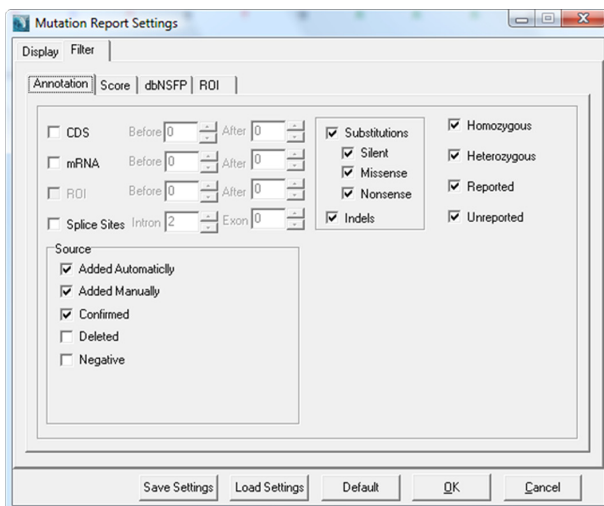 Mutation Report Settings
Display Filter
Annotation Score dbNSFP ROI
CDS Before 0 After 0
mRNA Before 0 After 0
ROI Before 0 After 0
Splice Sites Intron 2 Exon 0
Substitutions
Silent
Missense
Nonsense
Indels
Homozygous
Heterozygous
Reported
Unreported
Source
Added Automaticlly
Added Manually
Confirmed
Deleted
Negative
Save Settings Load Settings Default OK Cancel